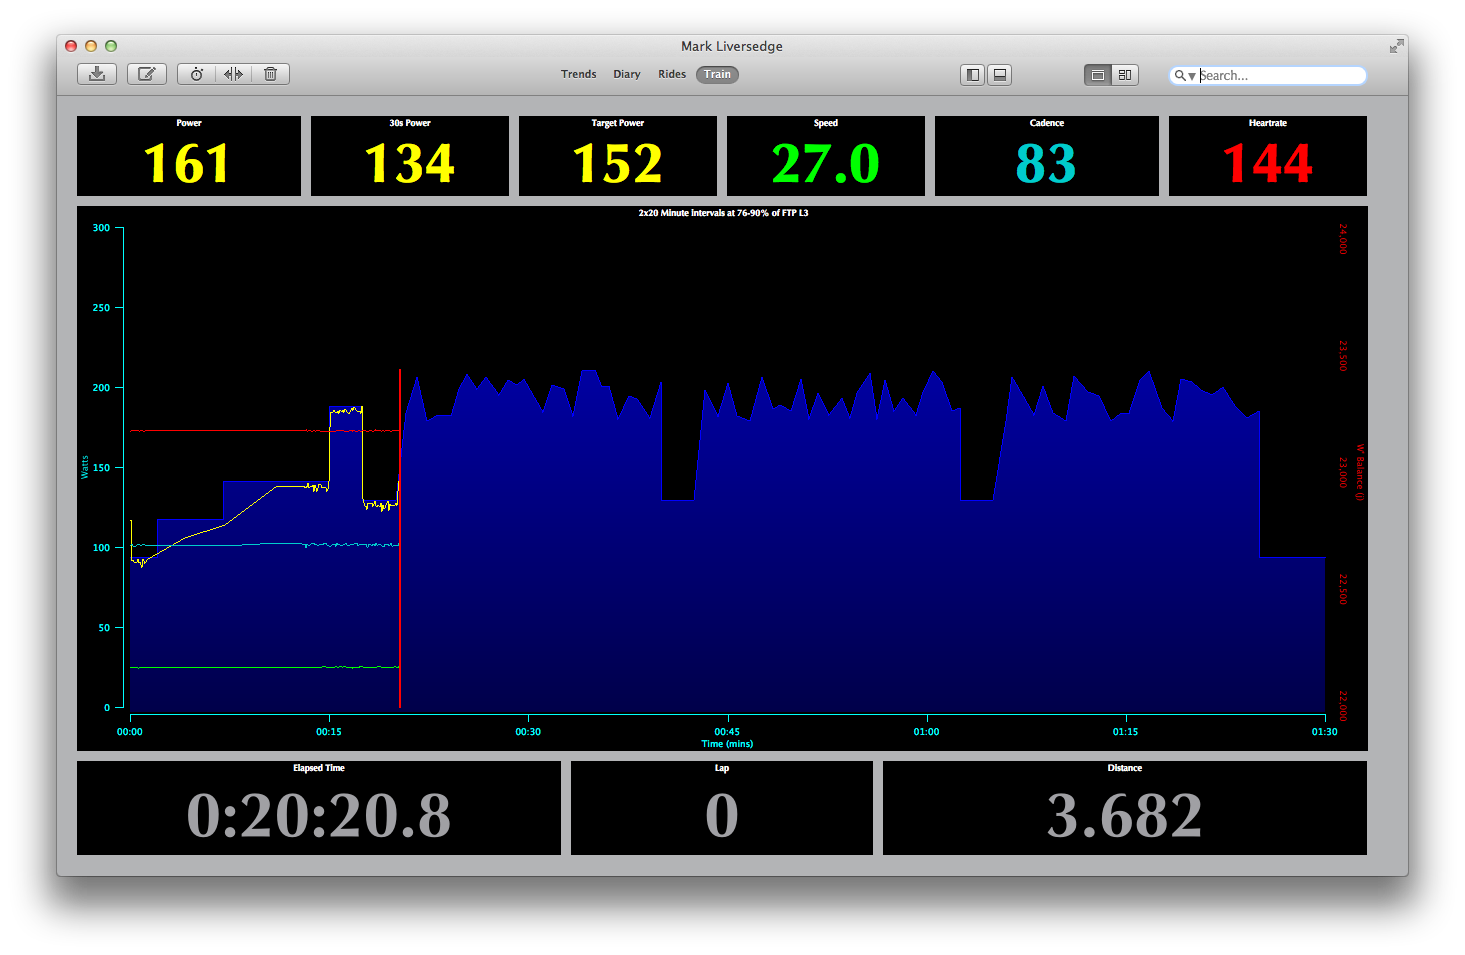 Mark Liversedge
Trends Diary Rides Train
Search...
Power 30s Power Target Power Speed Cadence Heartrate
161 134 152 27.0 83 144
2x20 Minute intervals at 76-90% of FTP L3
300
250
200
150
100
50
0
Watts
24,000
23,500
23,000
22,500
22,000
W' Balance (j)
00:00 00:15 00:30 00:45 01:00 01:15 01:30
Time (mins)
Elapsed Time Lap Distance
0:20:20.8 0 3.682